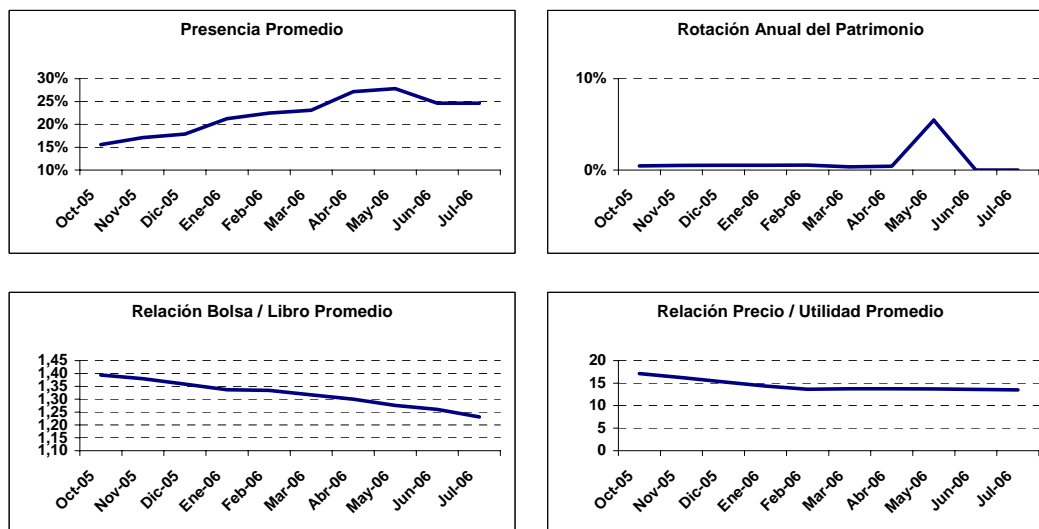 Presencia Promedio
30%
25%
20%
15%
10%
Oct-05
Nov-05
Dic-05
Ene-06
Feb-06
Mar-06
Abr-06
May-06
Jun-06
Jul-06
Rotación Anual del Patrimonio
10%
0%
Oct-05
Nov-05
Dic-05
Ene-06
Feb-06
Mar-06
Abr-06
May-06
Jun-06
Jul-06
Relación Bolsa / Libro Promedio
1,45
1,40
1,35
1,30
1,25
1,20
1,15
1,10
Oct-05
Nov-05
Dic-05
Ene-06
Feb-06
Mar-06
Abr-06
May-06
Jun-06
Jul-06
Relación Precio / Utilidad Promedio
20
15
10
5
0
Oct-05
Nov-05
Dic-05
Ene-06
Feb-06
Mar-06
Abr-06
May-06
Jun-06
Jul-06